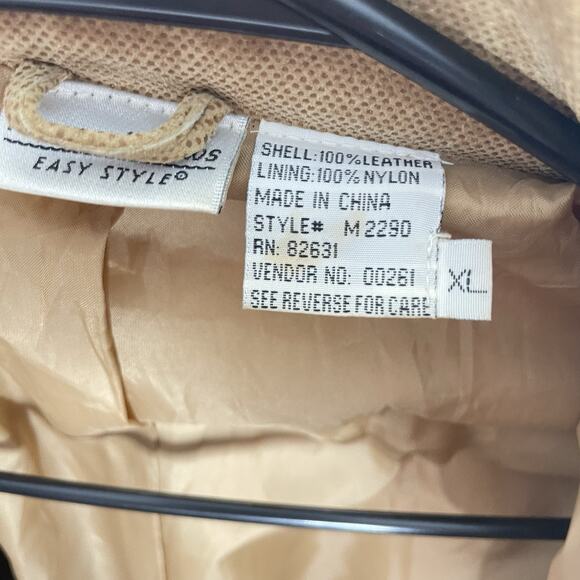 EASY STYLE®
SHELL:100%LEATHER
LINING:100% NYLON
MADE IN CHINA
STYLE# M2290
RN: 82631
VENDOR NO: 00261
SEE REVERSE FOR CARE
XL